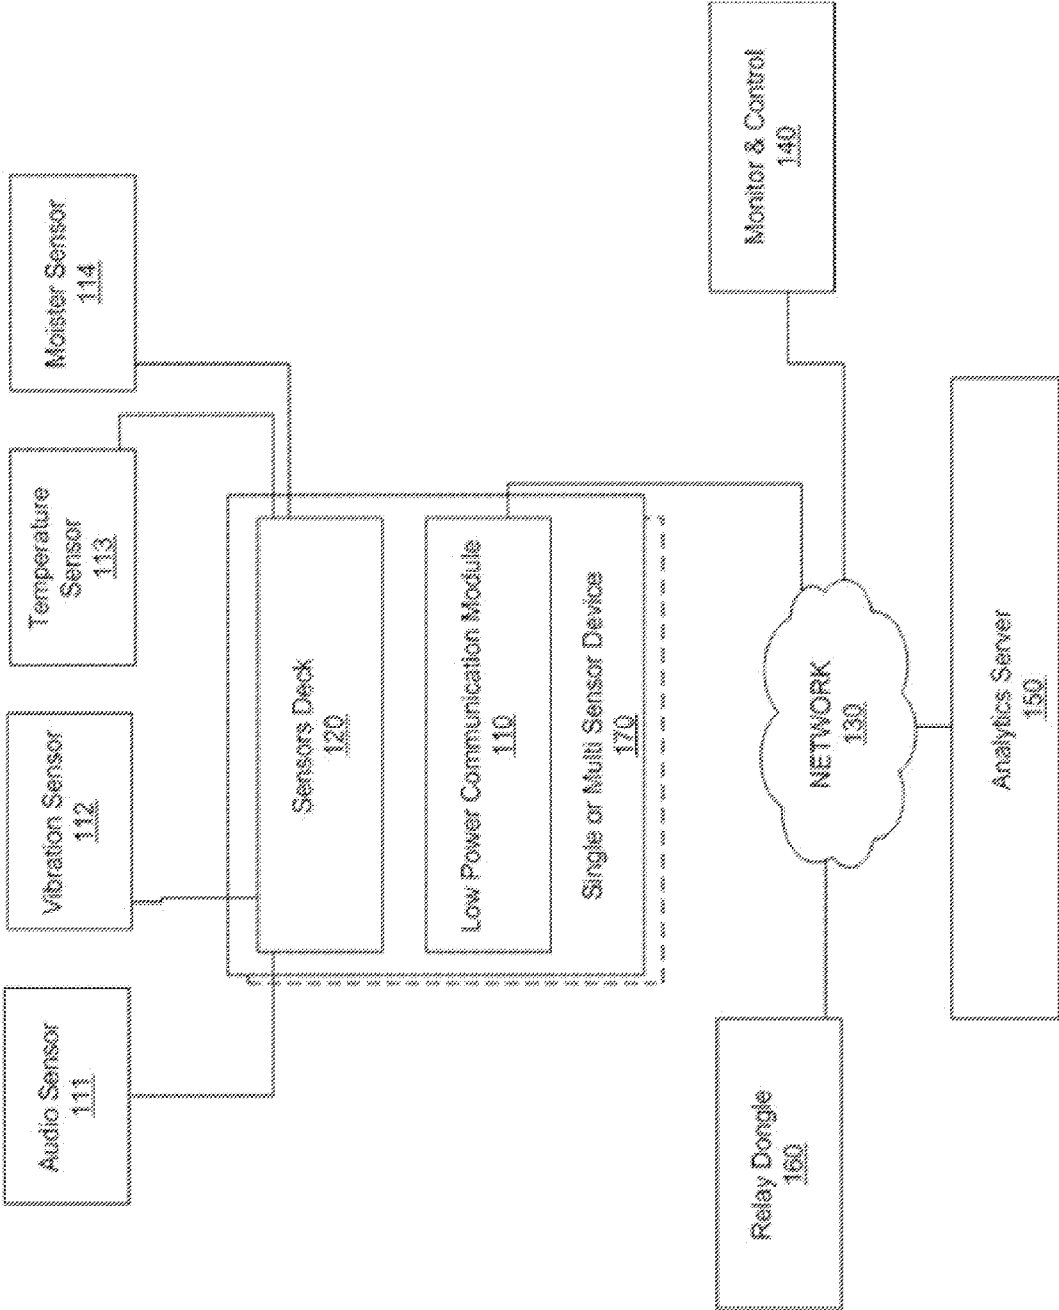 Audio Sensor
111
Vibration Sensor
112
Temperature
Sensor
113
Moister Sensor
114
Sensors Deck
120
Low Power Communication Module
110
Single or Multi Sensor Device
170
Relay Dongle
160
NETWORK
130
Monitor & Control
140
Analytics Server
150